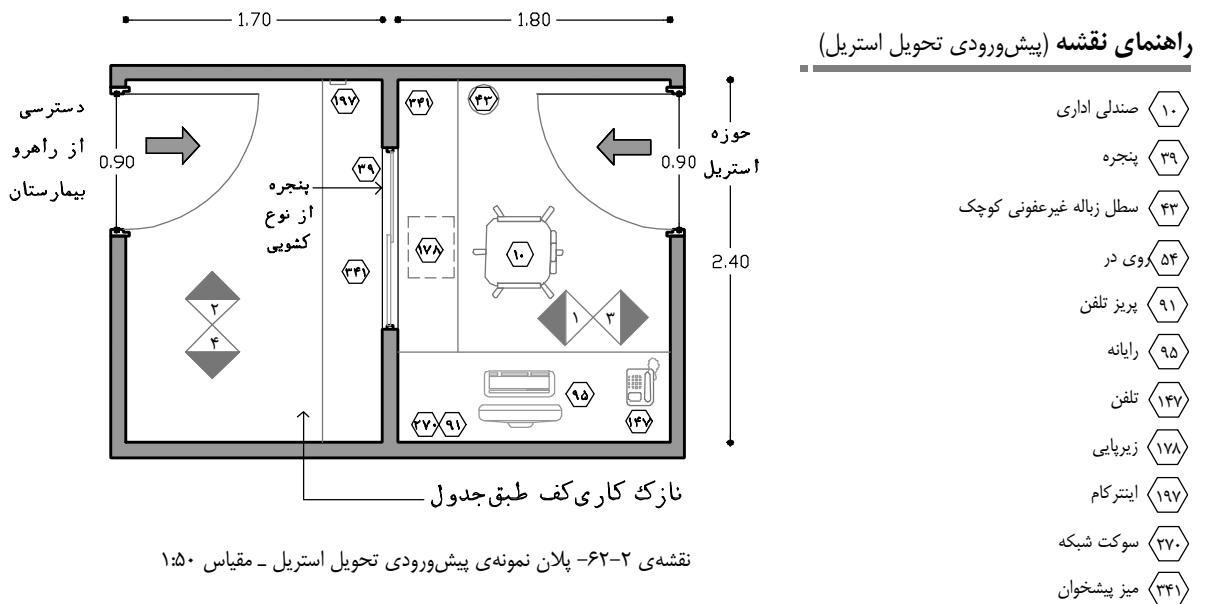 راهنمای نقشه (پیش‌ورودی تحویل استریل)
۱۰ صندلی اداری
۳۹ پنجره
۴۳ سطل زباله غیرعفونی کوچک
۵۴ روی در
۹۱ پریز تلفن
۹۵ رایانه
۱۴۷ تلفن
۱۷۸ زیرپایی
۱۹۷ اینترکام
۲۷۰ سوکت شبکه
۳۴۱ میز پیشخوان
1.70
1.80
۱۹۷
۳۴۱
۴۳
دسترسی
از راهرو
بیمارستان
0.90
حوزه
استریل
0.90
۳۹
پنجره
از نوع
کشویی
۱۷۸
۱۰
2.40
۳۴۱
۲
۴
۱
۳
۹۵
۲۷۰
۹۱
۱۴۷
نازک کاری کف طبق جدول
نقشه‌ی ۲-۶۲- پلان نمونه‌ی پیش‌ورودی تحویل استریل – مقیاس ۱:۵۰